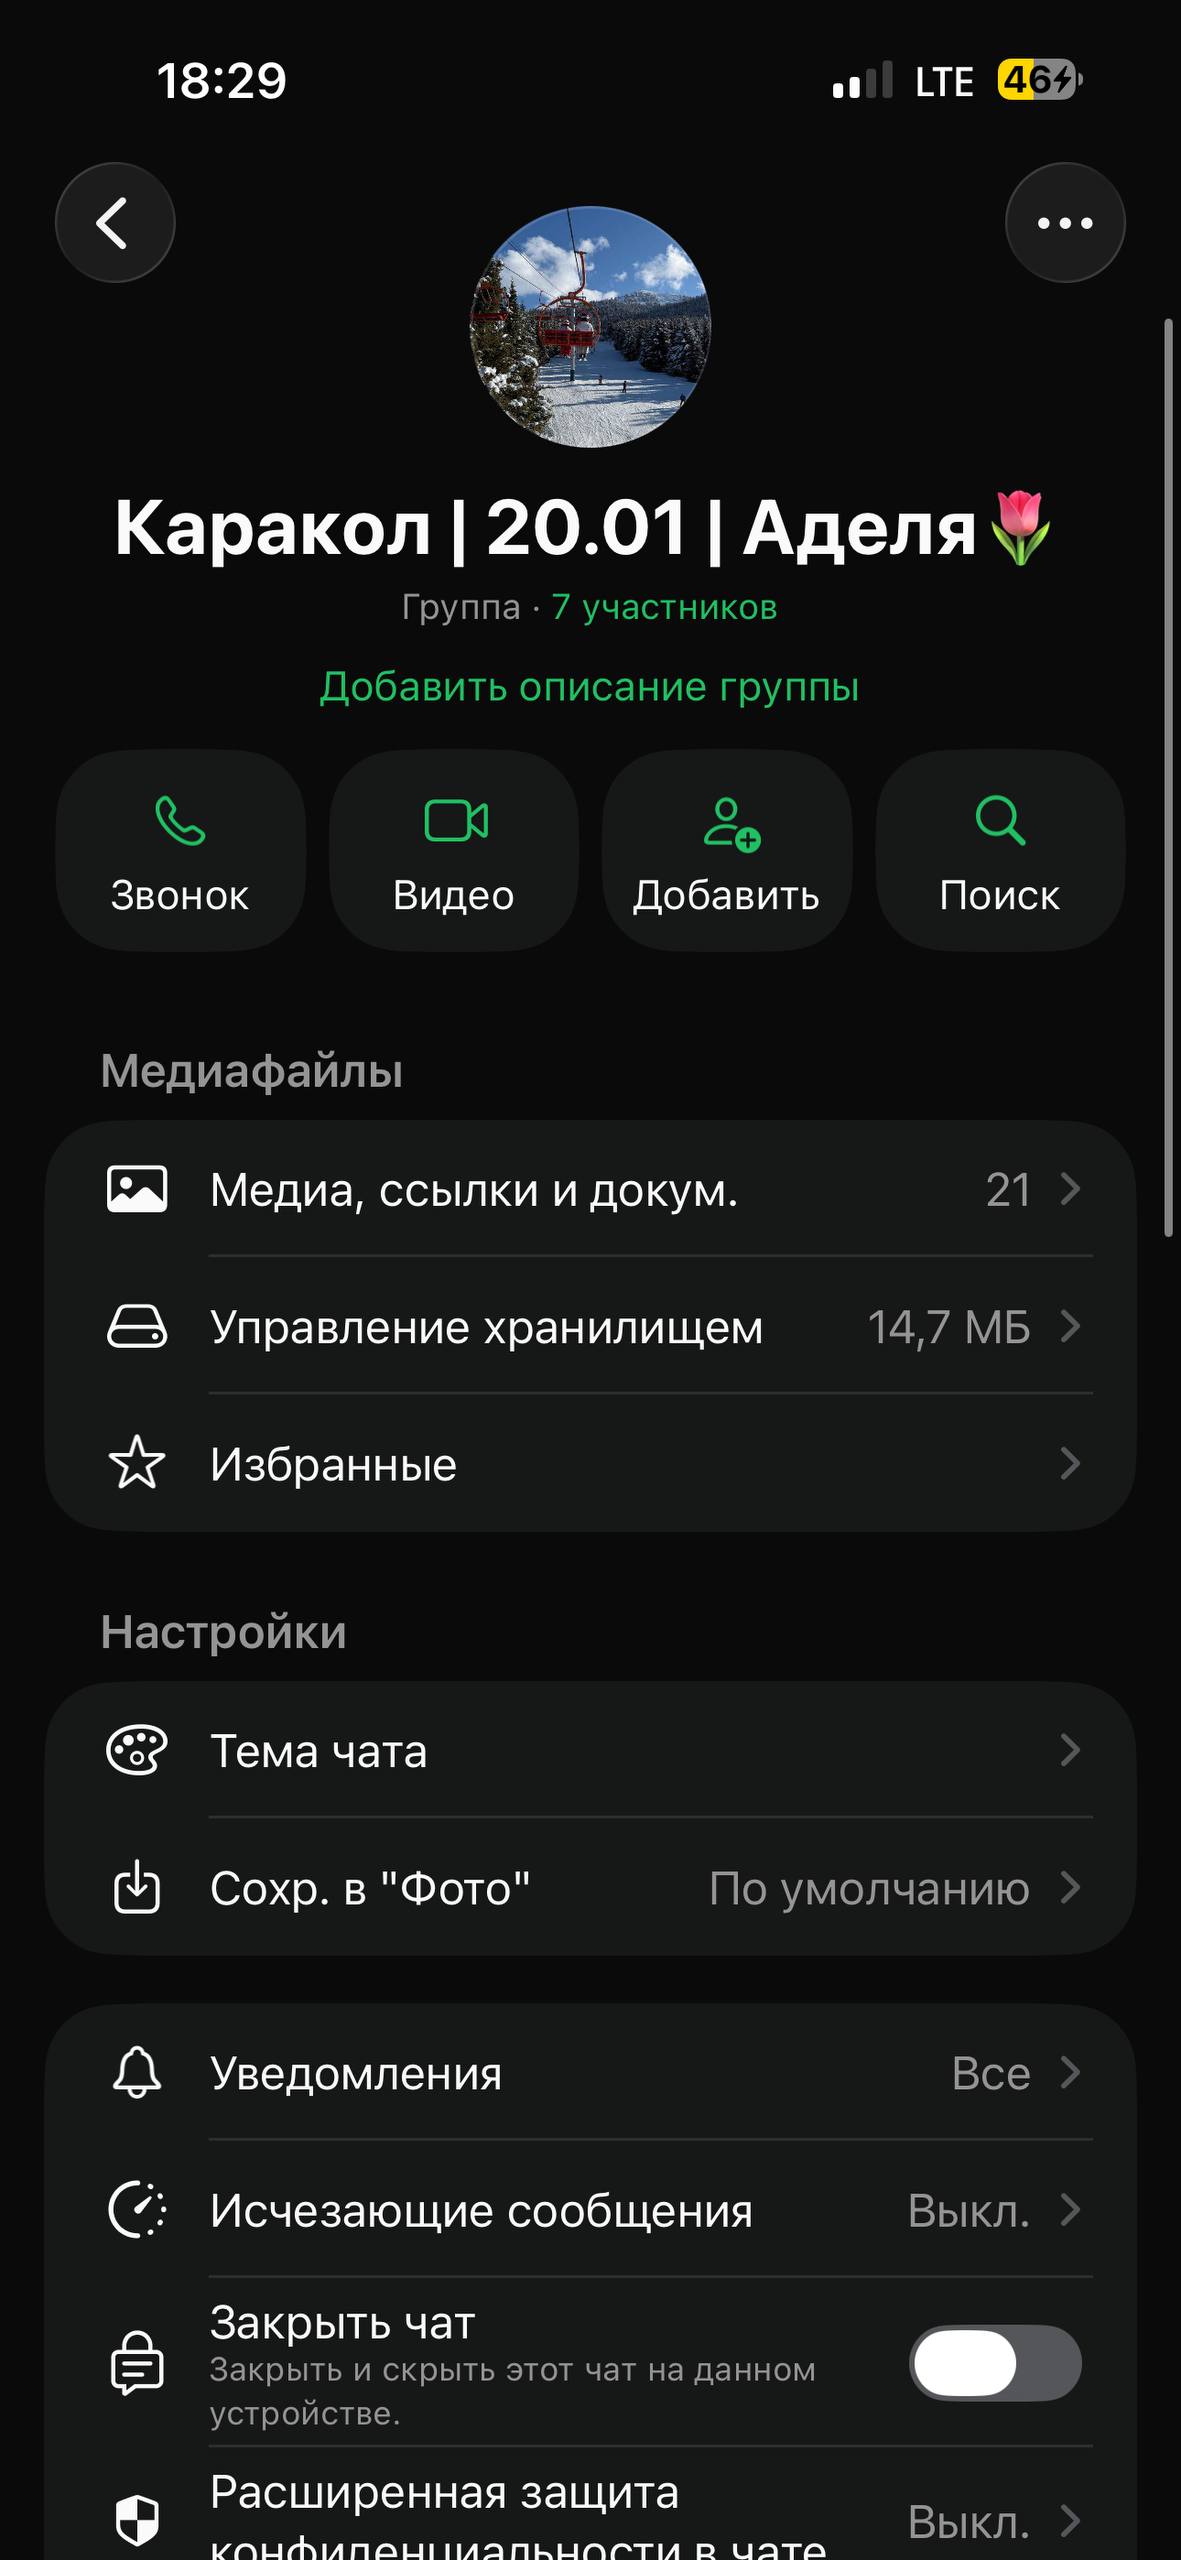 18:29
LTE 46
Каракол | 20.01 | Аделя🌷
Группа · 7 участников
Добавить описание группы
Звонок
Видео
Добавить
Поиск
Медиафайлы
Медиа, ссылки и докум. 21
Управление хранилищем 14,7 МБ
Избранные
Настройки
Тема чата
Сохр. в "Фото" По умолчанию
Уведомления Все
Исчезающие сообщения Выкл.
Закрыть чат
Закрыть и скрыть этот чат на данном
устройстве.
Расширенная защита
конфиденциальности в чате
Выкл.